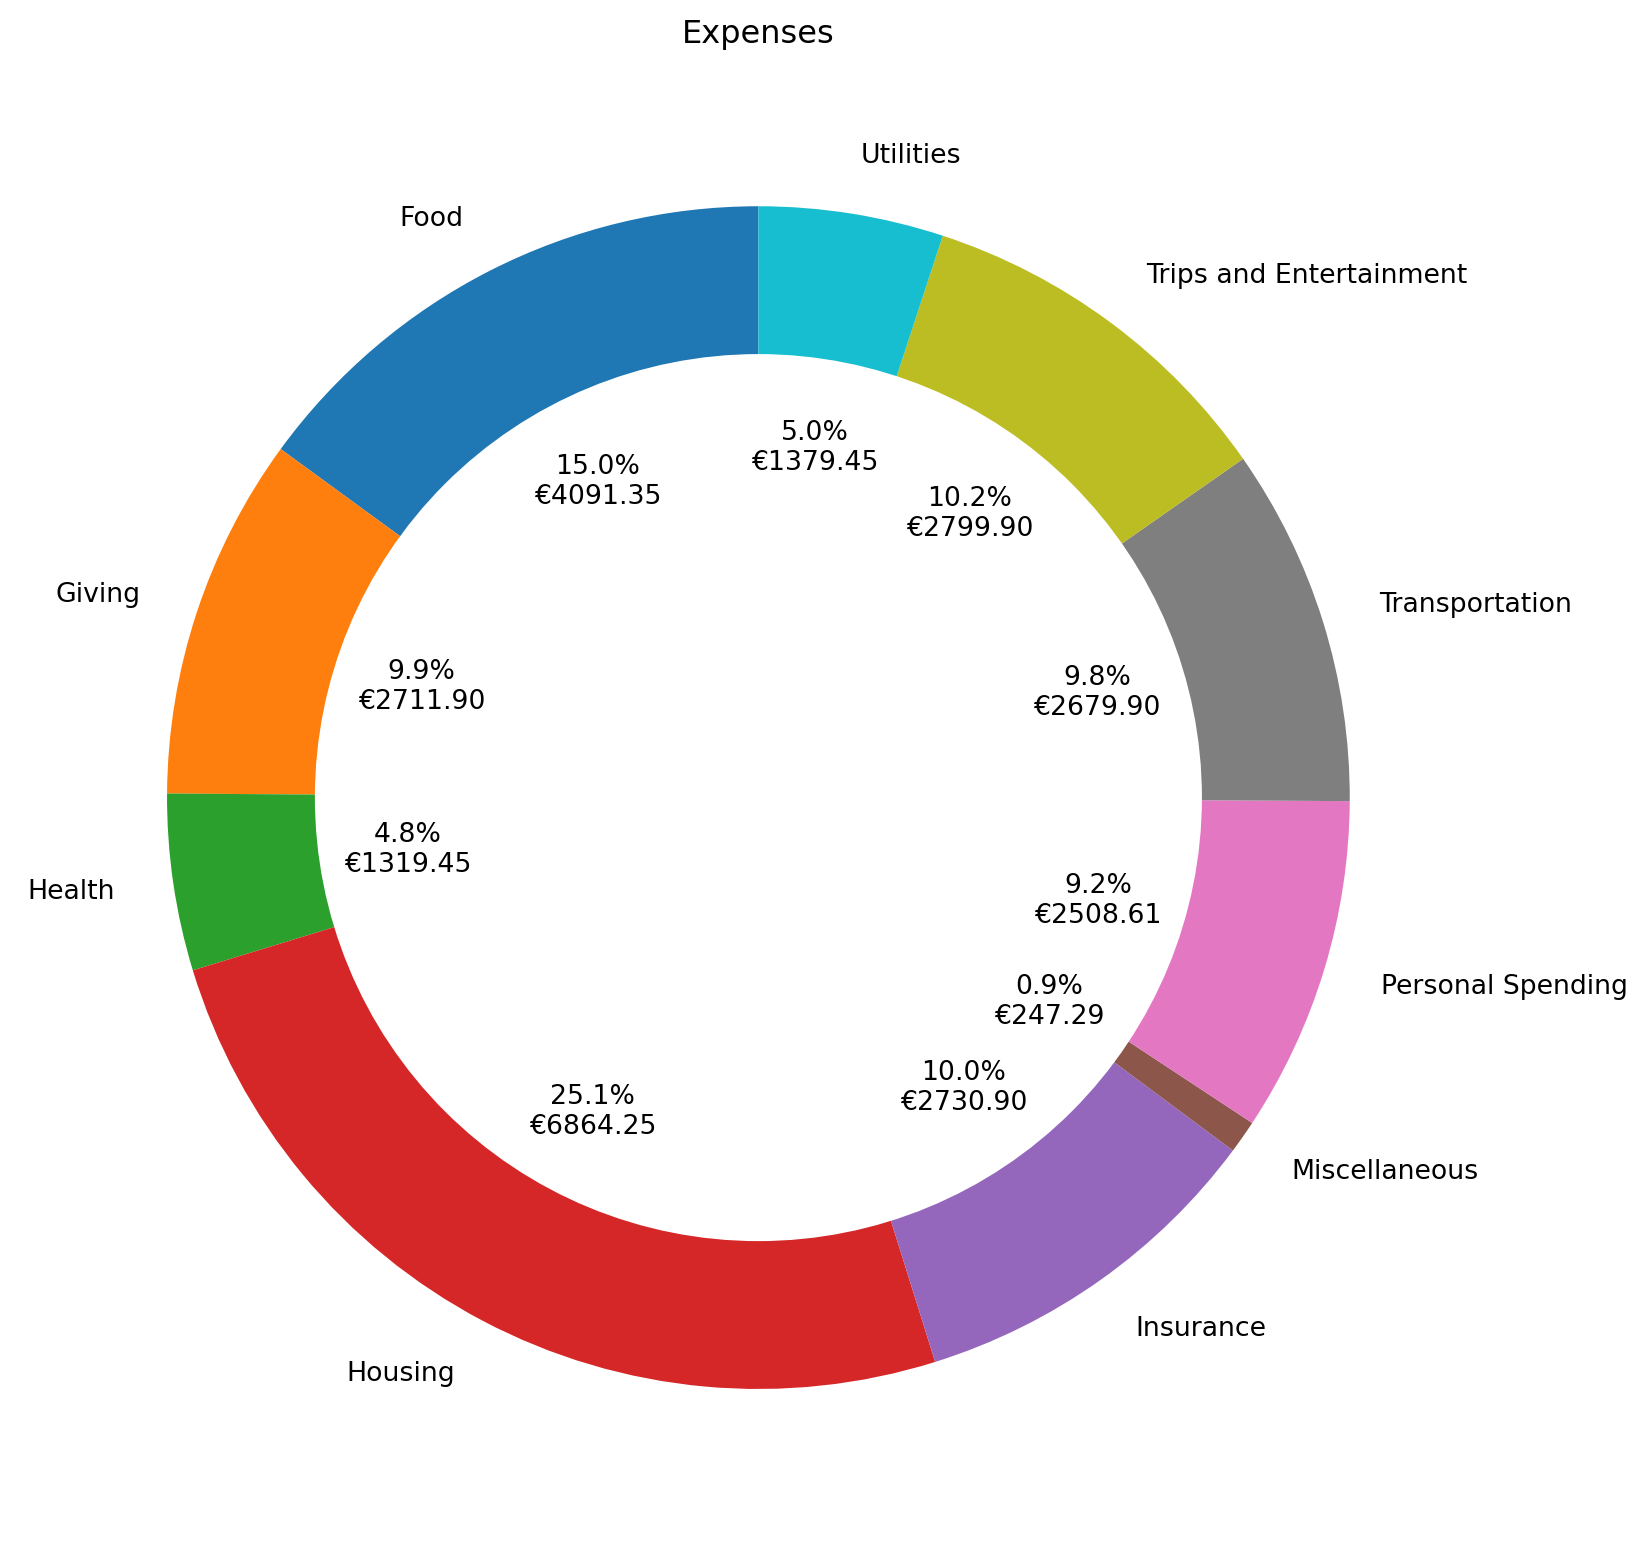 Expenses
Utilities
Food
Trips and Entertainment
5.0%
€1379.45
15.0%
€4091.35
10.2%
€2799.90
Giving
Transportation
9.9%
€2711.90
9.8%
€2679.90
4.8%
€1319.45
Health
9.2%
€2508.61
Personal Spending
0.9%
€247.29
10.0%
€2730.90
25.1%
€6864.25
Miscellaneous
Insurance
Housing